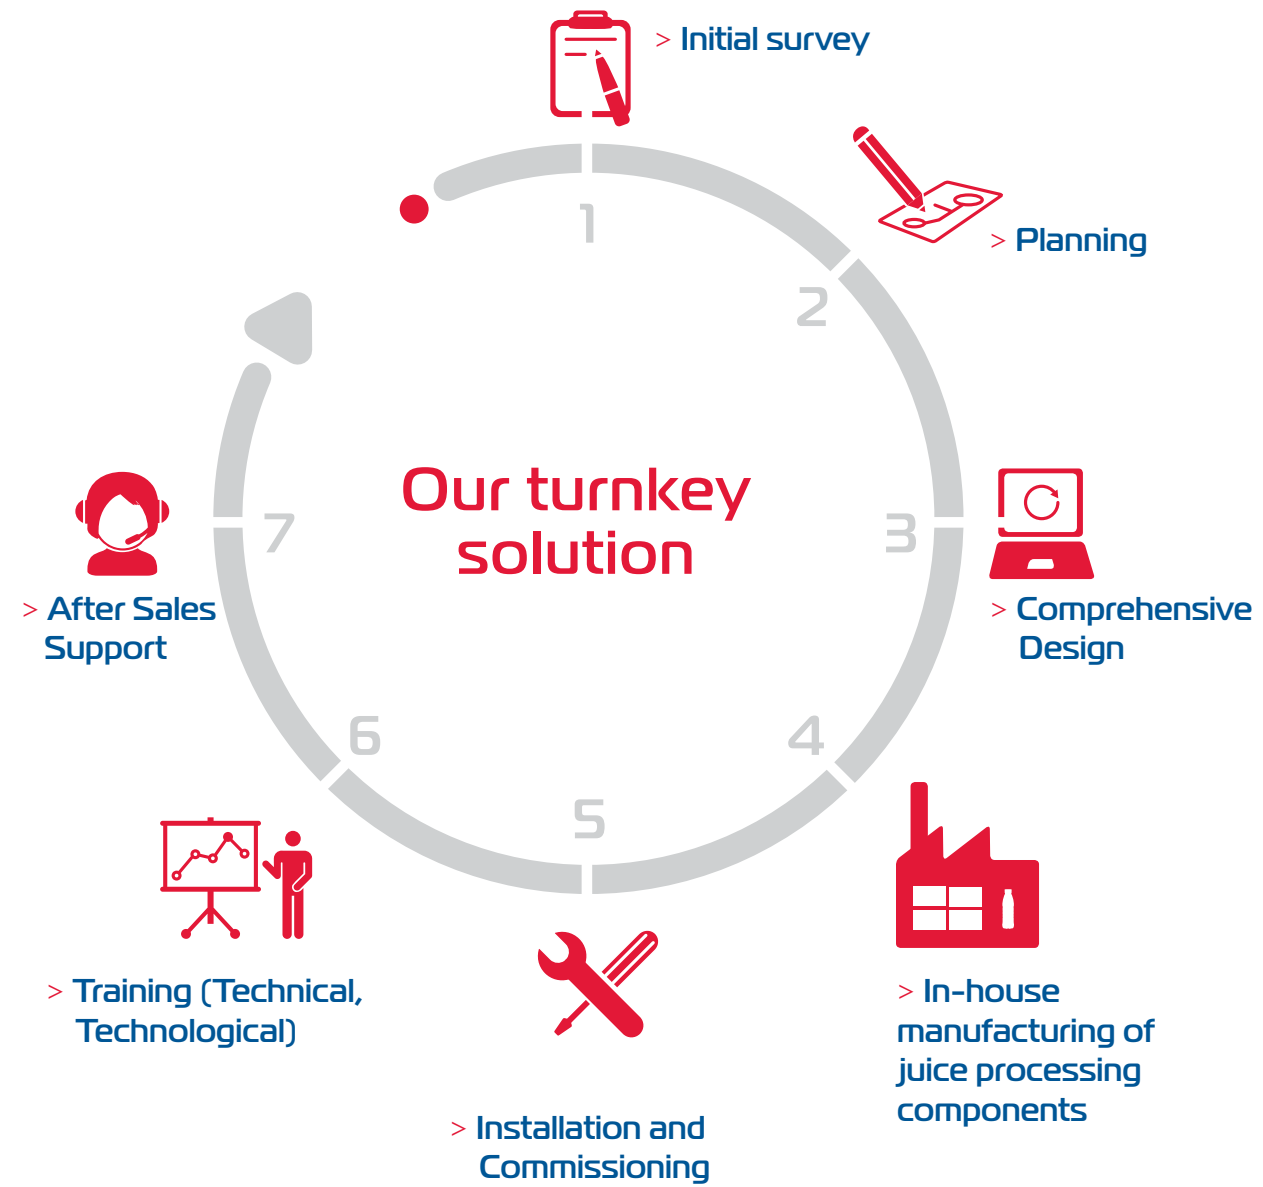 > Initial survey
> Planning
1
2
Our turnkey
solution
3
> Comprehensive
Design
4
> In-house
manufacturing of
juice processing
components
5
> Installation and
Commissioning
6
> Training (Technical,
Technological)
7
> After Sales
Support